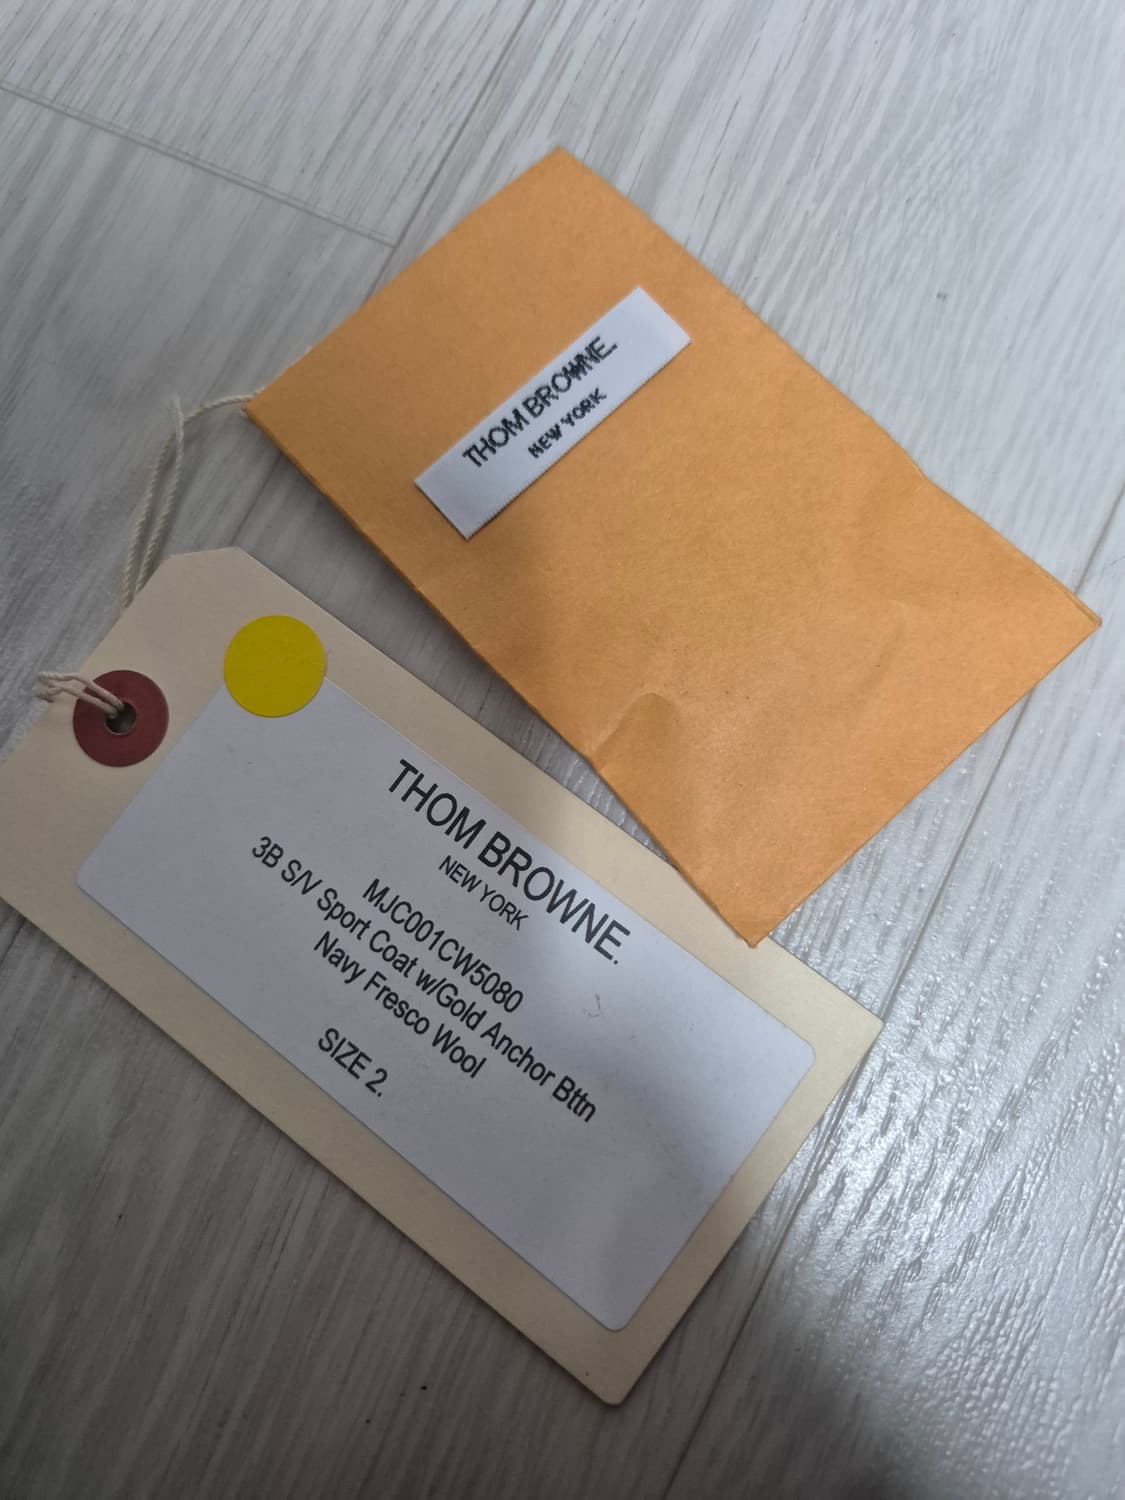 THOM BROWNE.
NEW YORK
THOM BROWNE.
NEW YORK
MJC001CW5080
3B S/V Sport Coat w/Gold Anchor Bttn
Navy Fresco Wool
SIZE 2.